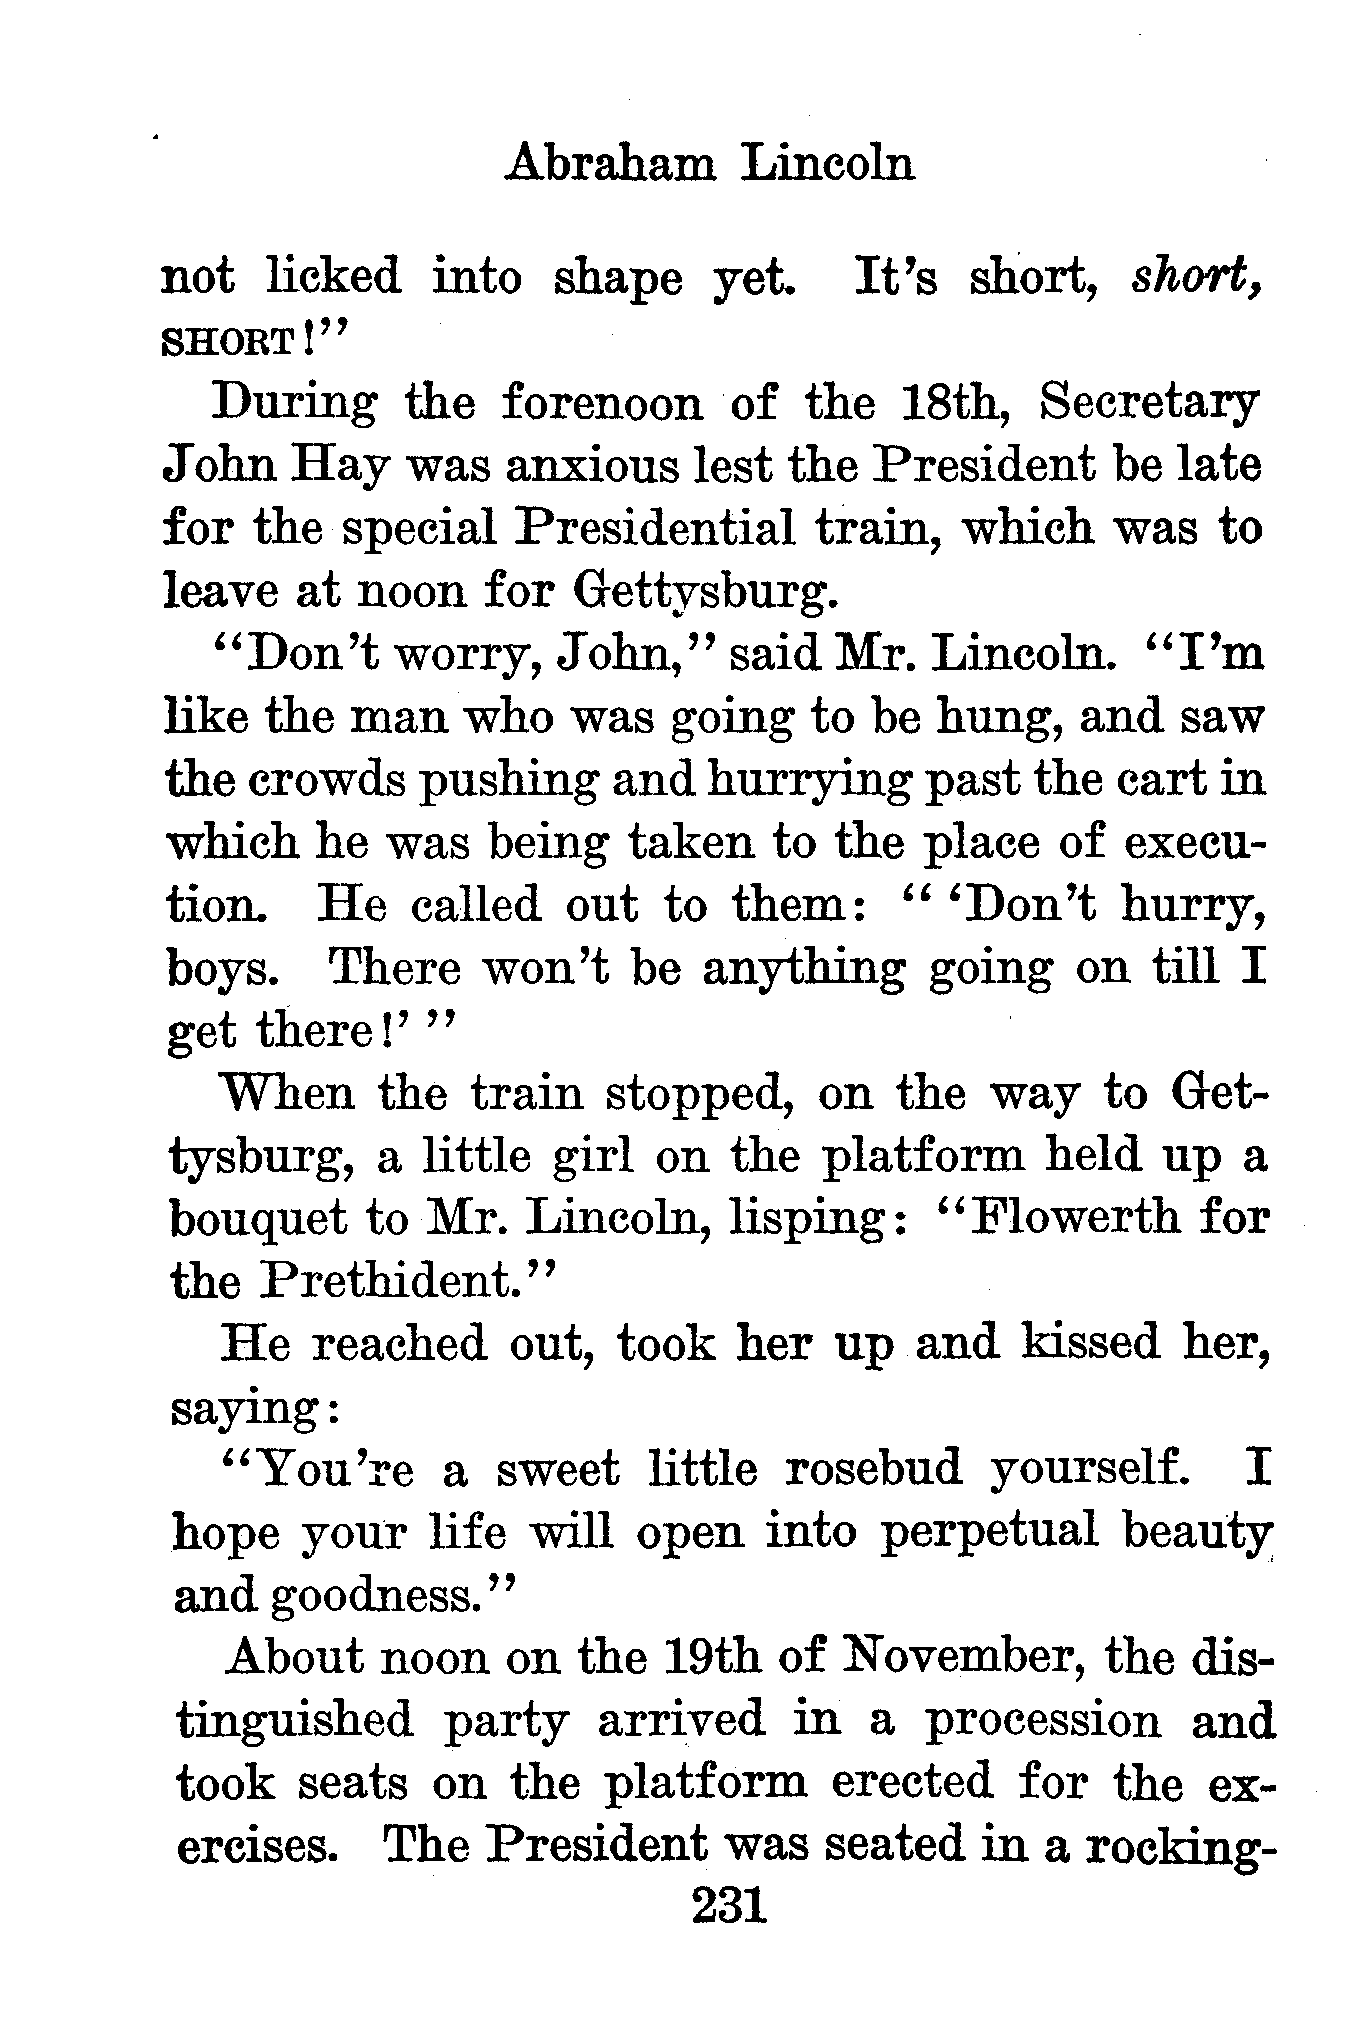 Abraham Lincoln
not licked into shape yet. It's short, short,
SHORT!"
During the forenoon of the 18th, Secretary
John Hay was anxious lest the President be late
for the special Presidential train, which was to
leave at noon for Gettysburg.
"Don't worry, John," said Mr. Lincoln. "I'm
like the man who was going to be hung, and saw
the crowds pushing and hurrying past the cart in
which he was being taken to the place of execu-
tion. He called out to them: " 'Don't hurry,
boys. There won't be anything going on till I
get there!' "
When the train stopped, on the way to Get-
tysburg, a little girl on the platform held up a
bouquet to Mr. Lincoln, lisping: "Flowerth for
the Prethident."
He reached out, took her up and kissed her,
saying:
"You're a sweet little rosebud yourself. I
hope your life will open into perpetual beauty
and goodness."
About noon on the 19th of November, the dis-
tinguished party arrived in a procession and
took seats on the platform erected for the ex-
ercises. The President was seated in a rocking-
231